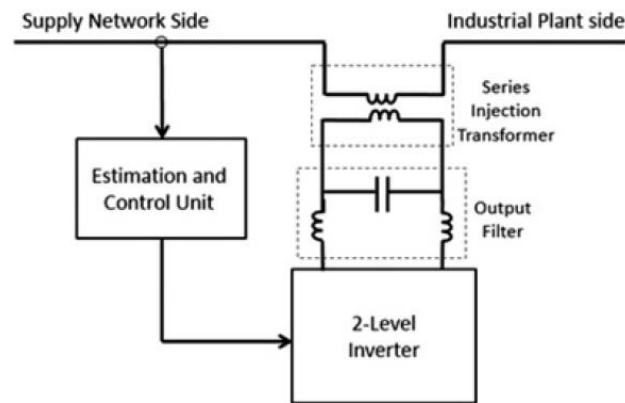 Supply Network Side
Industrial Plant side
Series
Injection
Transformer
Estimation and
Control Unit
Output
Filter
2-Level
Inverter